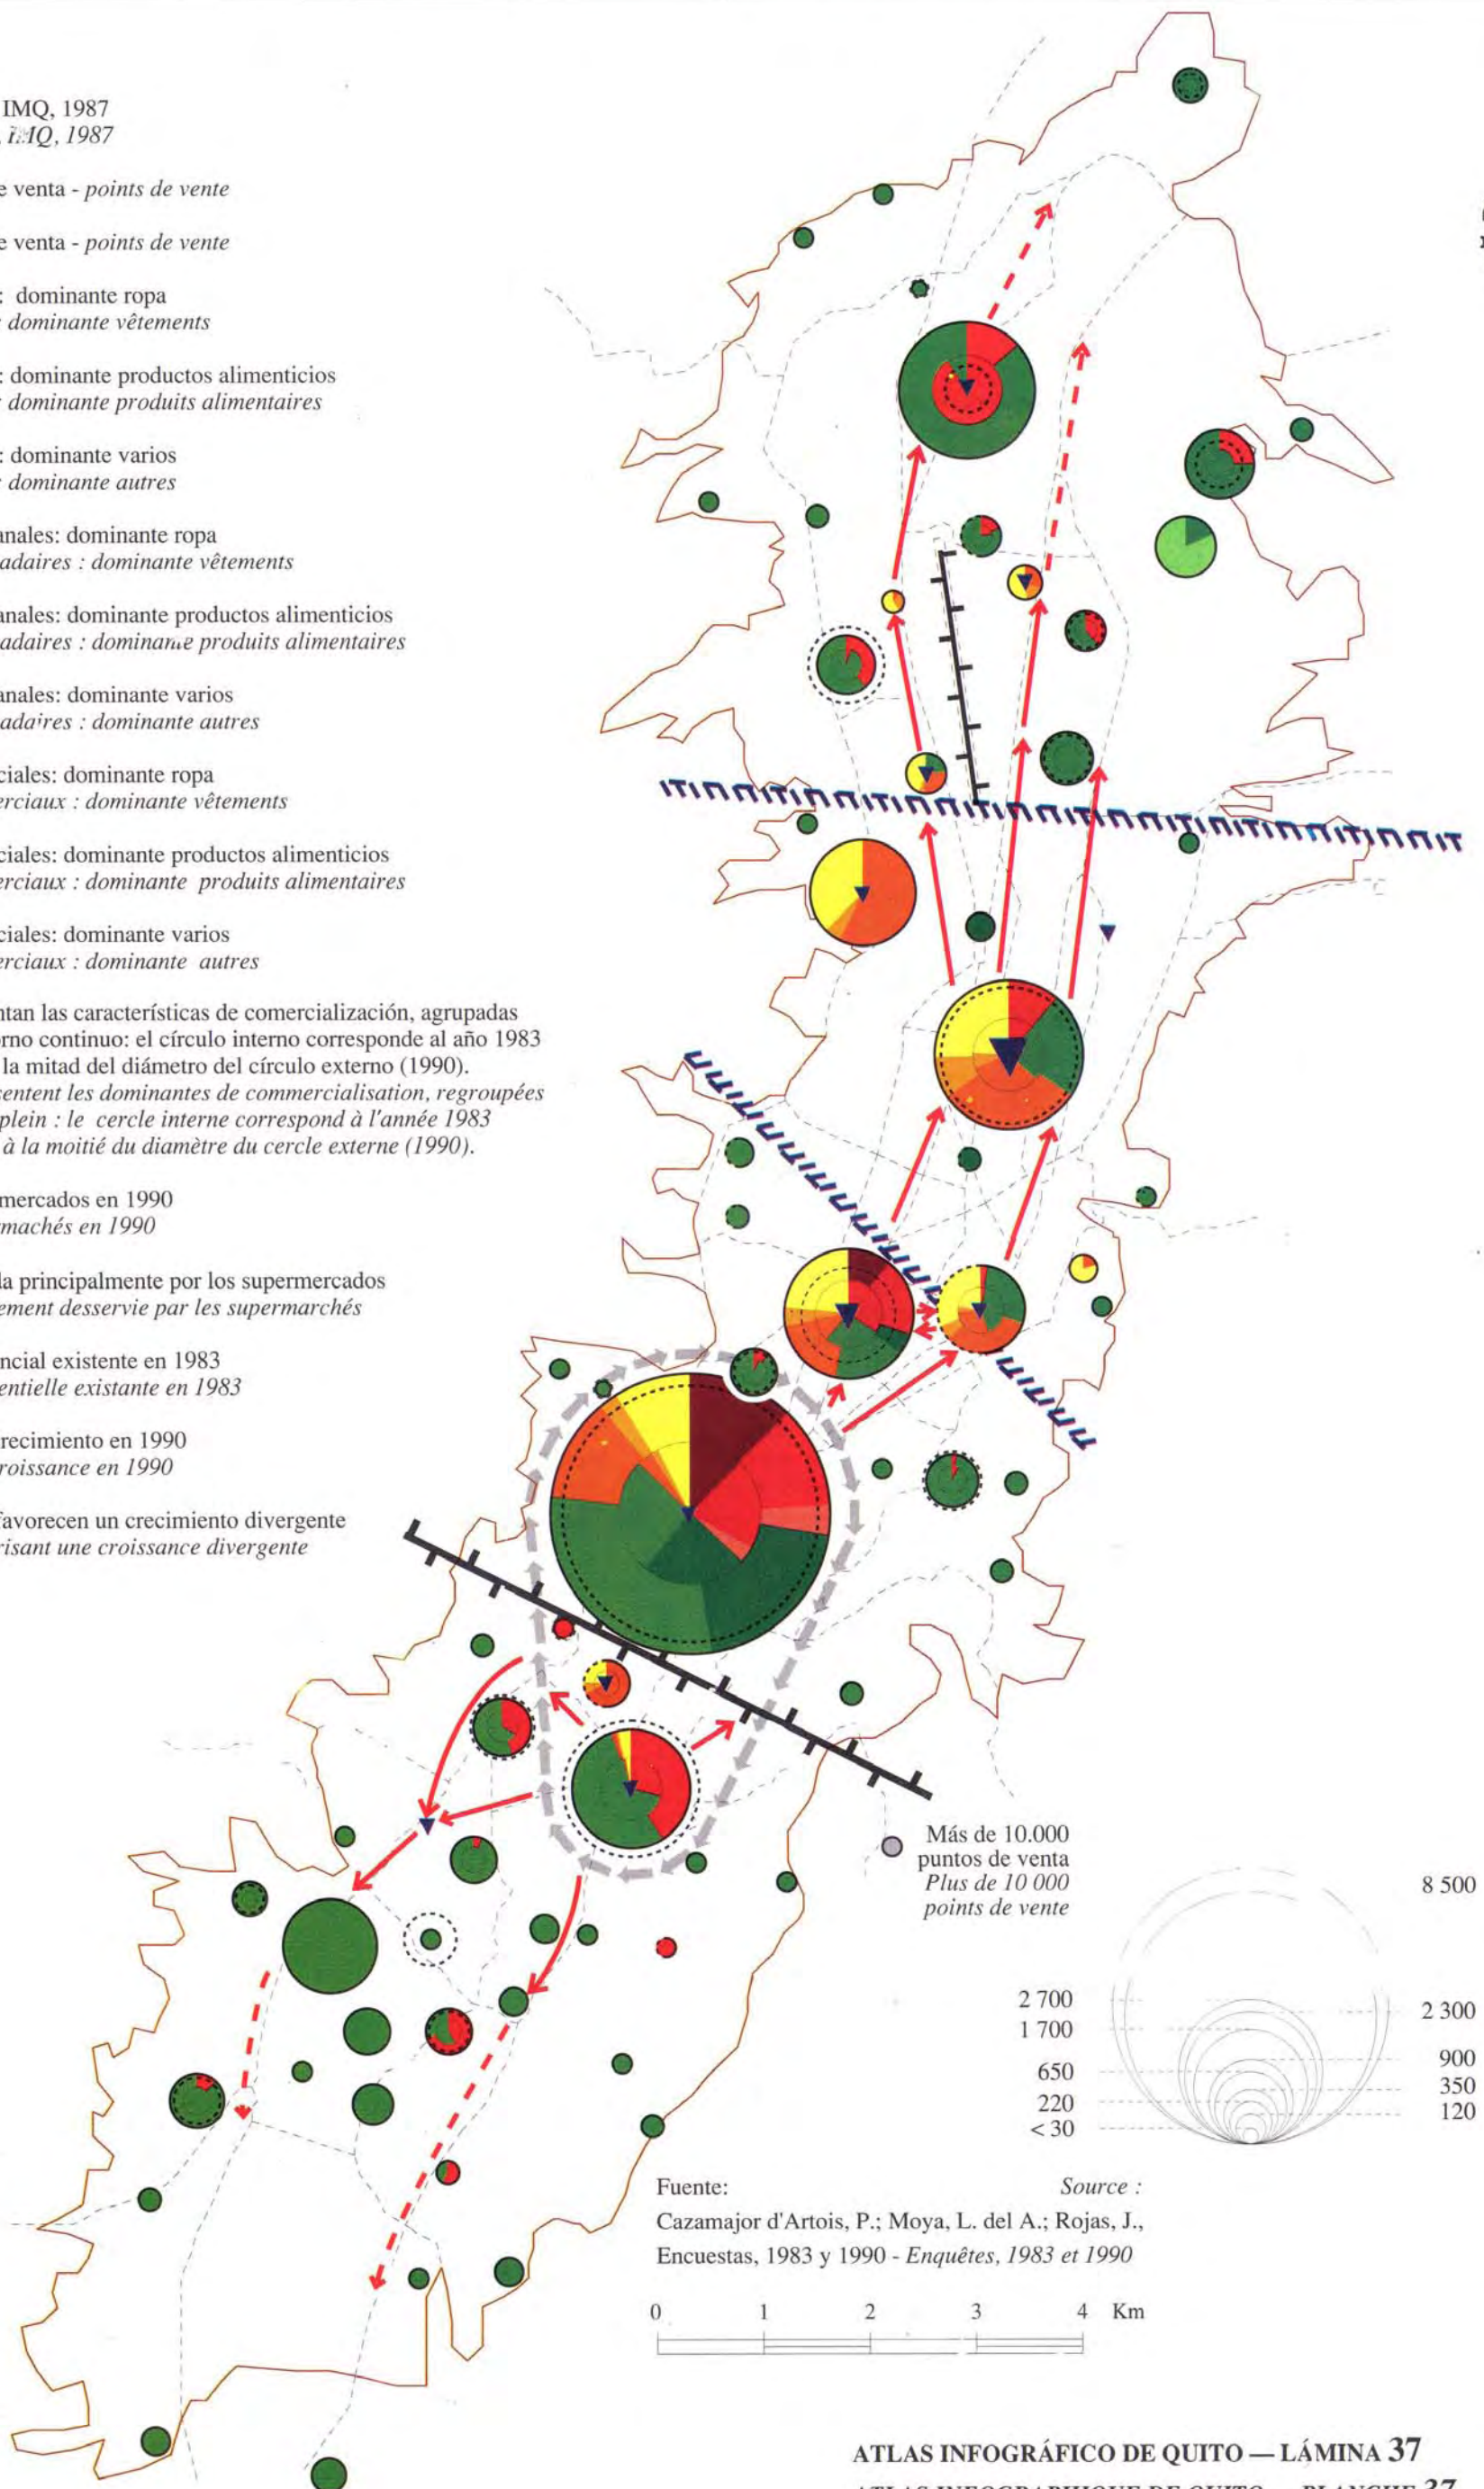 IMQ, 1987
IMQ, 1987
e venta - points de vente
e venta - points de vente
: dominante ropa
: dominante vêtements
: dominante productos alimenticios
: dominante produits alimentaires
: dominante varios
: dominante autres
anales: dominante ropa
adaires : dominante vêtements
anales: dominante productos alimenticios
adaires : dominante produits alimentaires
anales: dominante varios
adaires : dominante autres
ciales: dominante ropa
erciaux : dominante vêtements
ciales: dominante productos alimenticios
erciaux : dominante produits alimentaires
ciales: dominante varios
erciaux : dominante autres
ntan las características de comercialización, agrupadas
orno continuo: el círculo interno corresponde al año 1983
la mitad del diámetro del círculo externo (1990).
sentent les dominantes de commercialisation, regroupées
plein : le cercle interne correspond à l'année 1983
à la moitié du diamètre du cercle externe (1990).
mercados en 1990
machés en 1990
da principalmente por los supermercados
ement desservie par les supermarchés
ncial existente en 1983
entielle existante en 1983
recimiento en 1990
roissance en 1990
favorecen un crecimiento divergente
risant une croissance divergente
Más de 10.000
puntos de venta
Plus de 10 000
points de vente
8 500
2 700
2 300
1 700
900
650
350
220
120
< 30
Fuente: Source :
Cazamajor d'Artois, P.; Moya, L. del A.; Rojas, J.,
Encuestas, 1983 y 1990 - Enquêtes, 1983 et 1990
0 1 2 3 4 Km
ATLAS INFOGRÁFICO DE QUITO — LÁMINA 37
ATLAS INFOGRAPHIQUE DE QUITO — PLANCHE 37